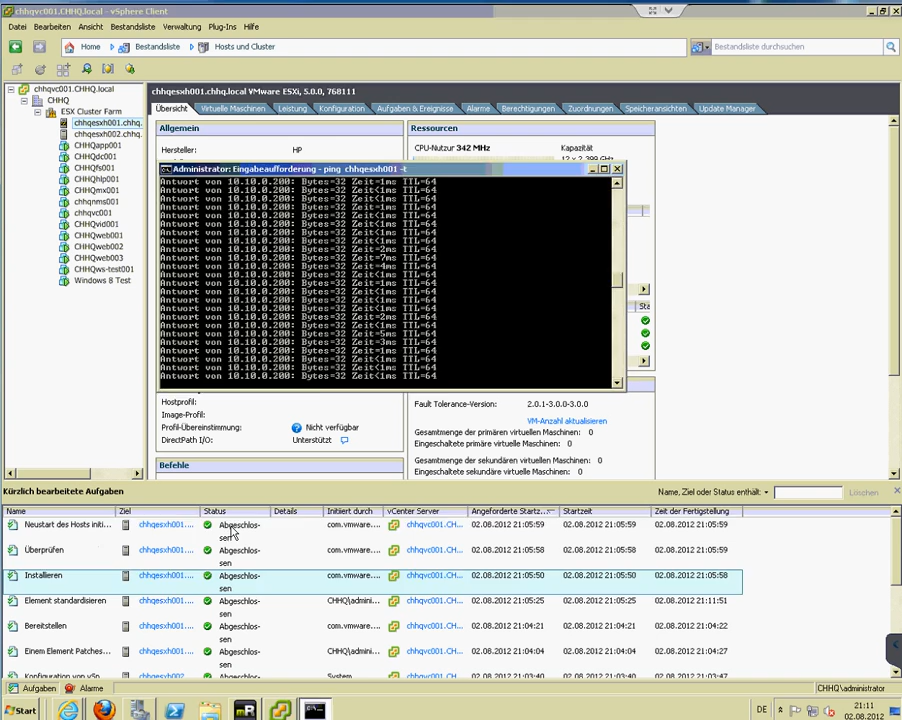 chhqvc001.CHHQ.local - vSphere Client
Datei Bearbeiten Ansicht Bestandsliste Verwaltung Plug-Ins Hilfe
Home Bestandsliste Hosts und Cluster
Bestandsliste durchsuchen
chhqvc001.CHHQ.local
CHHQ
ESX Cluster Farm
chhqesxh001.chhq.
chhqesxh002.chhq.
CHHQapp001
CHHQdc001
CHHQfs001
CHHQhlp001
CHHQmx001
chhqnms001
chhqvc001
CHHQvid001
CHHQweb001
CHHQweb002
CHHQweb003
CHHQws-test001
Windows 8 Test
chhqesxh001.chhq.local VMware ESXi, 5.0.0, 768111
Übersicht Virtuelle Maschinen Leistung Konfiguration Aufgaben & Ereignisse Alarme Berechtigungen Zuordnungen Speicheransichten Update Manager
Allgemein
Hersteller: HP
Ressourcen
CPU-Nutzur 342 MHz Kapazität
12 x 2,399 GHz
Administrator: Eingabeaufforderung - ping chhqesxh001 -t
Antwort von 10.10.0.200: Bytes=32 Zeit=1ms TTL=64
Antwort von 10.10.0.200: Bytes=32 Zeit<1ms TTL=64
Antwort von 10.10.0.200: Bytes=32 Zeit<1ms TTL=64
Antwort von 10.10.0.200: Bytes=32 Zeit<1ms TTL=64
Antwort von 10.10.0.200: Bytes=32 Zeit<1ms TTL=64
Antwort von 10.10.0.200: Bytes=32 Zeit<1ms TTL=64
Antwort von 10.10.0.200: Bytes=32 Zeit<1ms TTL=64
Antwort von 10.10.0.200: Bytes=32 Zeit<1ms TTL=64
Antwort von 10.10.0.200: Bytes=32 Zeit=2ms TTL=64
Antwort von 10.10.0.200: Bytes=32 Zeit=7ms TTL=64
Antwort von 10.10.0.200: Bytes=32 Zeit=4ms TTL=64
Antwort von 10.10.0.200: Bytes=32 Zeit<1ms TTL=64
Antwort von 10.10.0.200: Bytes=32 Zeit<1ms TTL=64
Antwort von 10.10.0.200: Bytes=32 Zeit<1ms TTL=64
Antwort von 10.10.0.200: Bytes=32 Zeit<1ms TTL=64
Antwort von 10.10.0.200: Bytes=32 Zeit<1ms TTL=64
Antwort von 10.10.0.200: Bytes=32 Zeit=2ms TTL=64
Antwort von 10.10.0.200: Bytes=32 Zeit<1ms TTL=64
Antwort von 10.10.0.200: Bytes=32 Zeit=5ms TTL=64
Antwort von 10.10.0.200: Bytes=32 Zeit=3ms TTL=64
Antwort von 10.10.0.200: Bytes=32 Zeit=1ms TTL=64
Antwort von 10.10.0.200: Bytes=32 Zeit<1ms TTL=64
Antwort von 10.10.0.200: Bytes=32 Zeit<1ms TTL=64
Antwort von 10.10.0.200: Bytes=32 Zeit<1ms TTL=64
Sta
Hostprofil:
Image-Profil:
Profil-Übereinstimmung: Nicht verfügbar
DirectPath I/O: Unterstützt
Befehle
Fault Tolerance-Version: 2.0.1-3.0.0-3.0.0
VM-Anzahl aktualisieren
Gesamtmenge der primären virtuellen Maschinen: 0
Eingeschaltete primäre virtuelle Maschinen: 0
Gesamtmenge der sekundären virtuellen Maschinen: 0
Eingeschaltete sekundäre virtuelle Maschinen: 0
Kürzlich bearbeitete Aufgaben
Name, Ziel oder Status enthält: Löschen
Name Ziel Status Details Initiiert durch vCenter Server Angeforderte Startz... Startzeit Zeit der Fertigstellung
Neustart des Hosts initi... chhqesxh001.... Abgeschlos-sen com.vmware.... chhqvc001.CH... 02.08.2012 21:05:59 02.08.2012 21:05:59 02.08.2012 21:05:59
Überprüfen chhqesxh001.... Abgeschlos-sen com.vmware.... chhqvc001.CH... 02.08.2012 21:05:58 02.08.2012 21:05:58 02.08.2012 21:05:59
Installieren chhqesxh001.... Abgeschlos-sen com.vmware.... chhqvc001.CH... 02.08.2012 21:05:50 02.08.2012 21:05:50 02.08.2012 21:05:58
Element standardisieren chhqesxh001.... Abgeschlos-sen CHHQ\admini... chhqvc001.CH... 02.08.2012 21:05:25 02.08.2012 21:05:25 02.08.2012 21:11:51
Bereitstellen chhqesxh001.... Abgeschlos-sen com.vmware.... chhqvc001.CH... 02.08.2012 21:04:21 02.08.2012 21:04:21 02.08.2012 21:04:22
Einem Element Patches... chhqesxh001.... Abgeschlos-sen CHHQ\admini... chhqvc001.CH... 02.08.2012 21:04:04 02.08.2012 21:04:04 02.08.2012 21:04:27
Aufgaben Alarme
CHHQ\administrator
Start
DE
21:11
02.08.2012